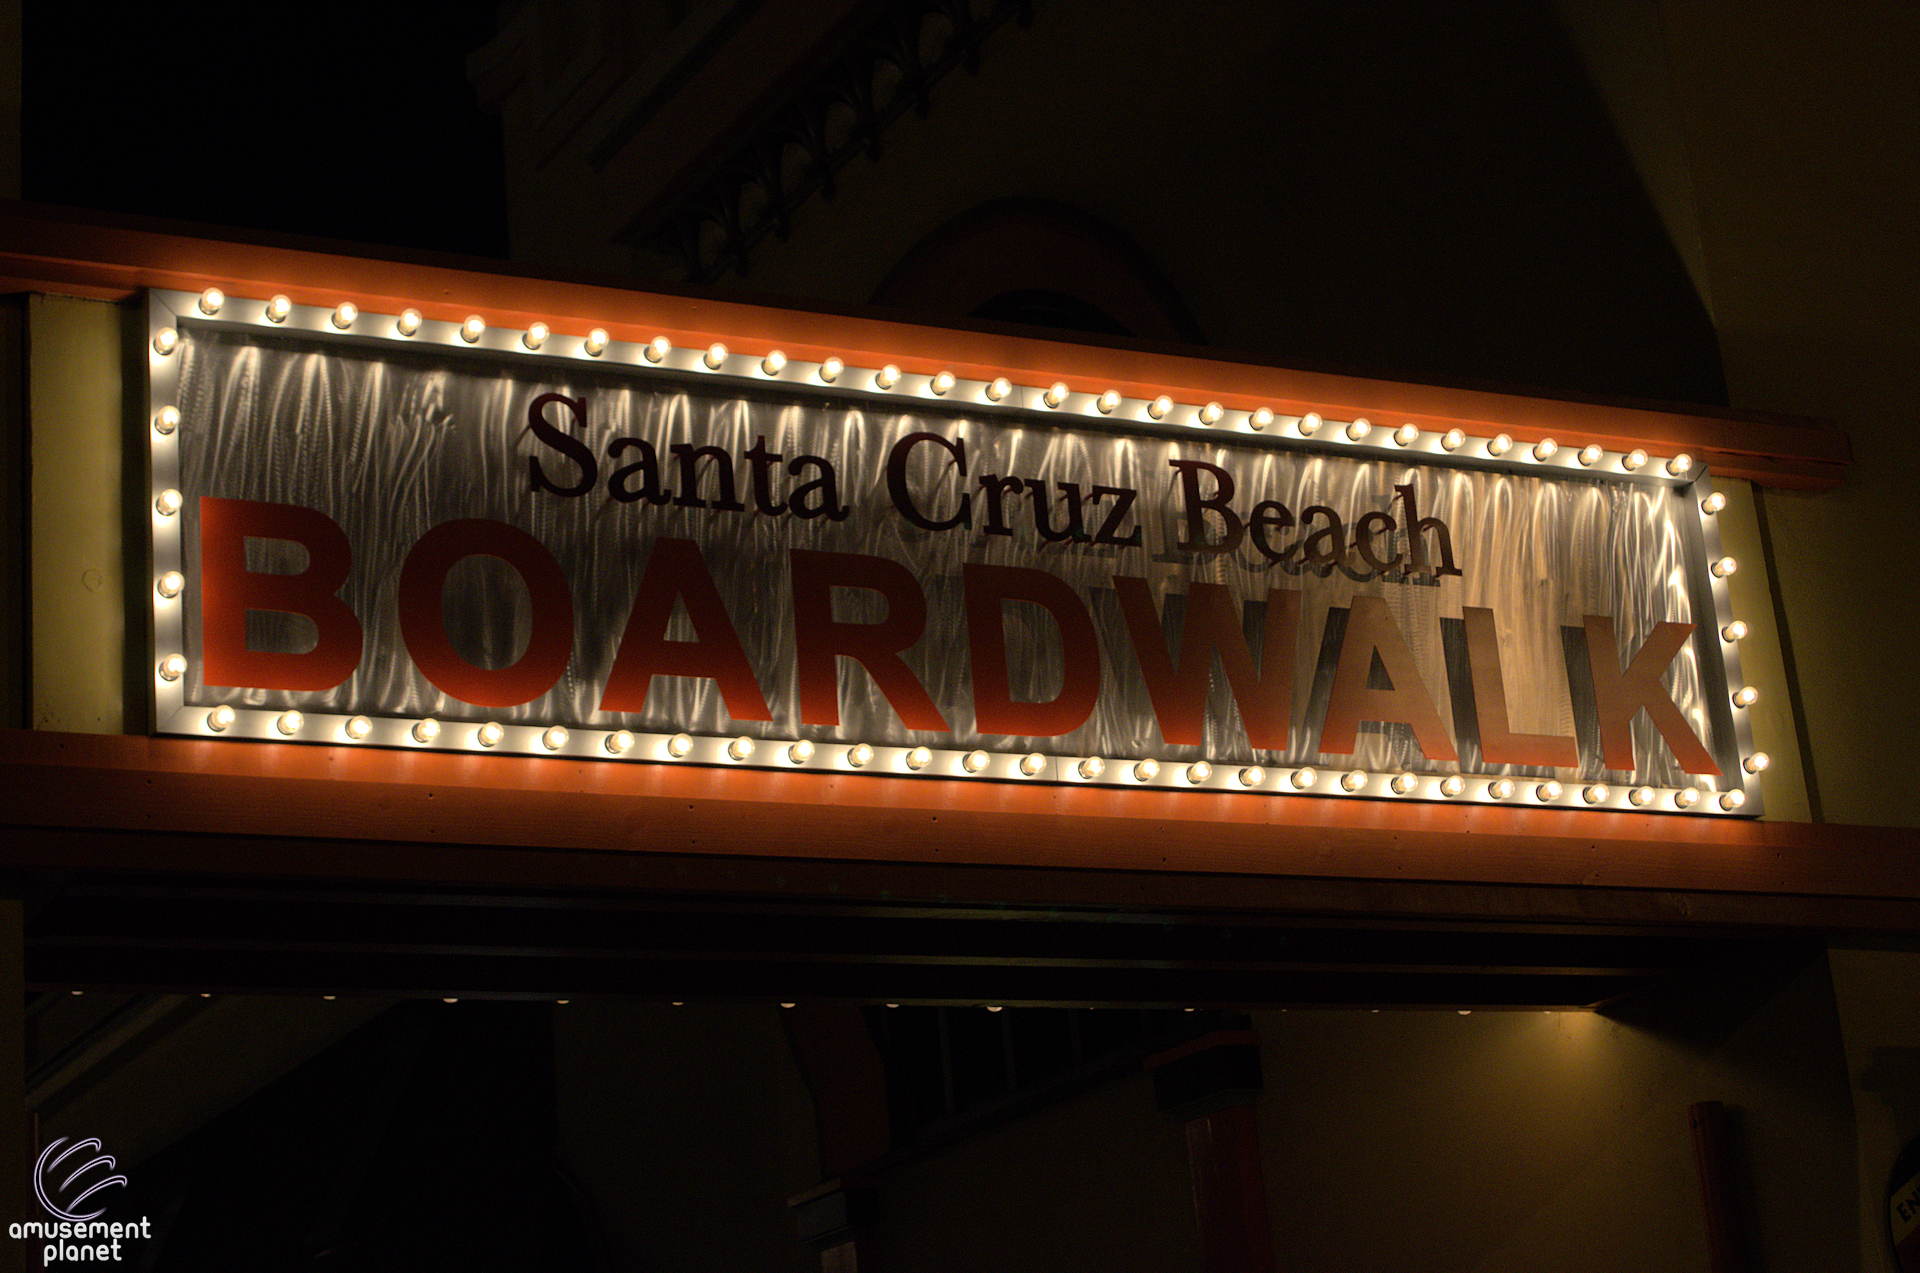 Santa Cruz Beach
BOARDWALK
amusement
planet